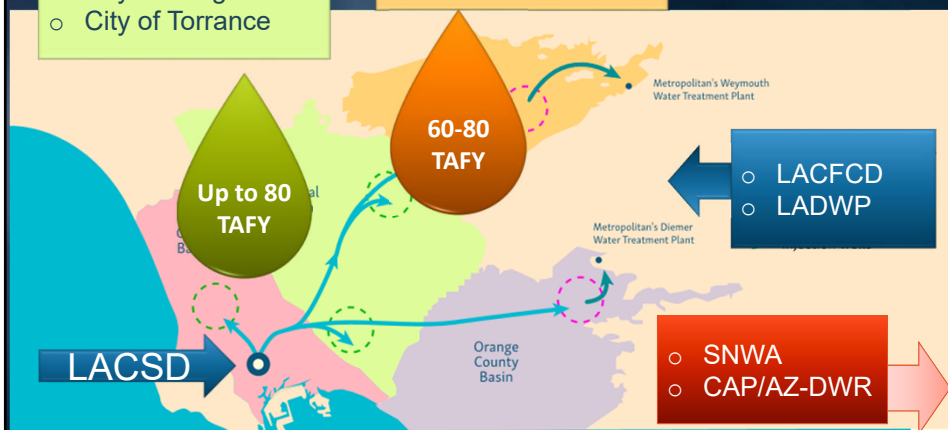 ○ City of Torrance
Metropolitan's Weymouth
Water Treatment Plant
60-80
TAFY
○ LACFCD
○ LADWP
Up to 80
TAFY
Metropolitan's Diemer
Water Treatment Plant
Orange
County
Basin
LACSD
○ SNWA
○ CAP/AZ-DWR